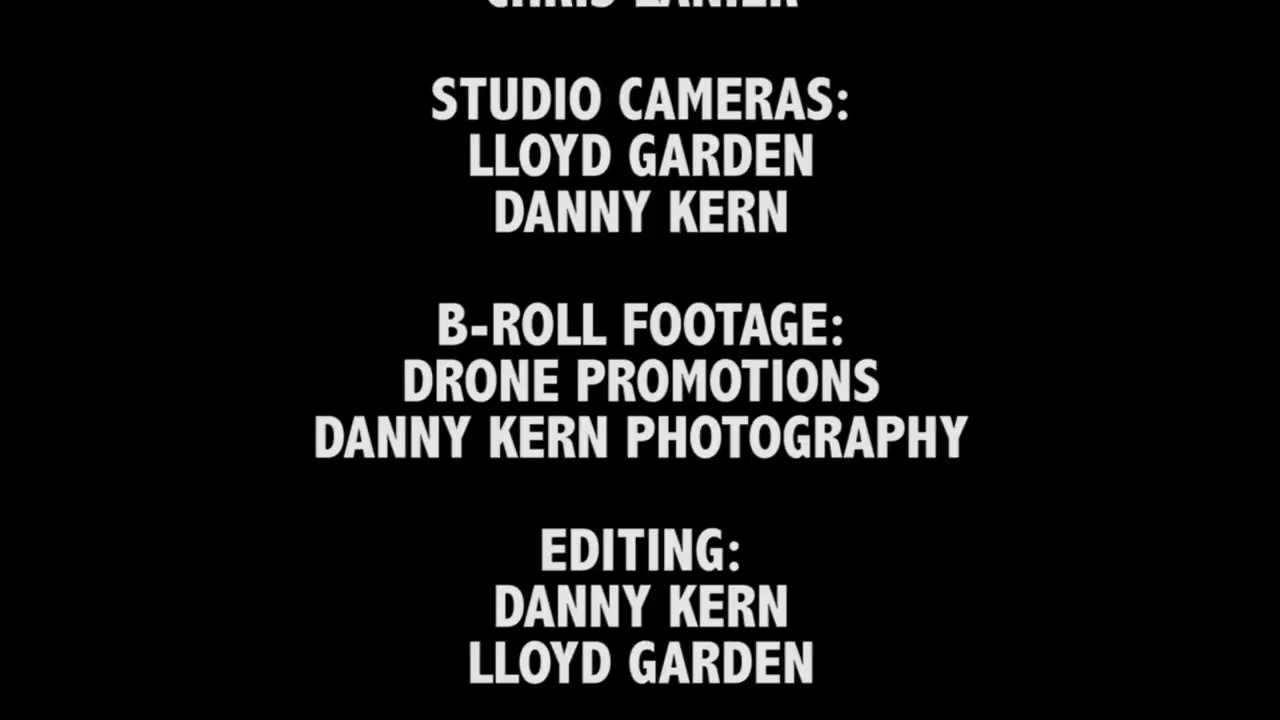 STUDIO CAMERAS:
LLOYD GARDEN
DANNY KERN
B-ROLL FOOTAGE:
DRONE PROMOTIONS
DANNY KERN PHOTOGRAPHY
EDITING:
DANNY KERN
LLOYD GARDEN